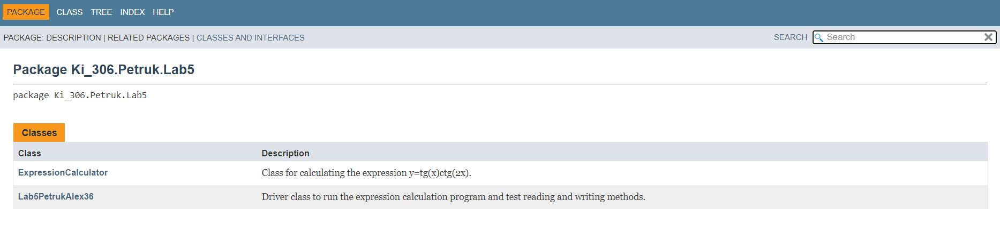 PACKAGE CLASS TREE INDEX HELP
PACKAGE: DESCRIPTION | RELATED PACKAGES | CLASSES AND INTERFACES SEARCH Search
Package Ki_306.Petruk.Lab5
package Ki_306.Petruk.Lab5
Classes
Class Description
ExpressionCalculator Class for calculating the expression y=tg(x)ctg(2x).
Lab5PetrukAlex36 Driver class to run the expression calculation program and test reading and writing methods.